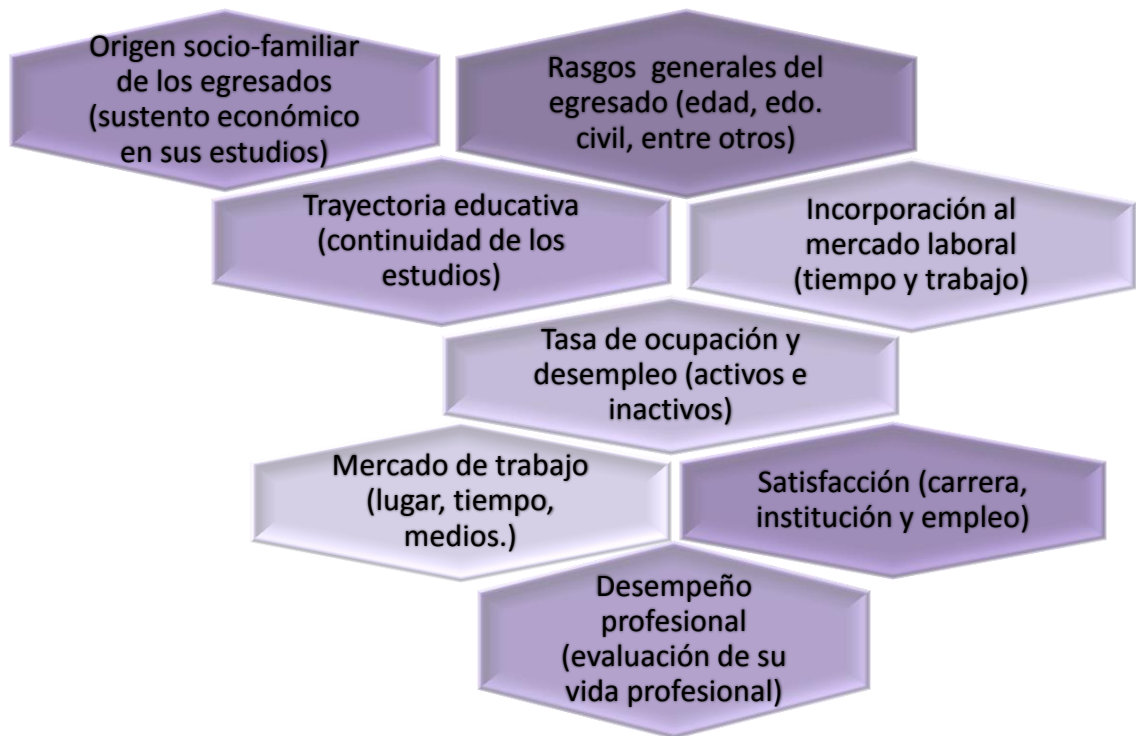 Origen socio-familiar
de los egresados
(sustento económico
en sus estudios)
Rasgos generales del
egresado (edad, edo.
civil, entre otros)
Trayectoria educativa
(continuidad de los
estudios)
Incorporación al
mercado laboral
(tiempo y trabajo)
Tasa de ocupación y
desempleo (activos e
inactivos)
Mercado de trabajo
(lugar, tiempo,
medios.)
Satisfacción (carrera,
institución y empleo)
Desempeño
profesional
(evaluación de su
vida profesional)